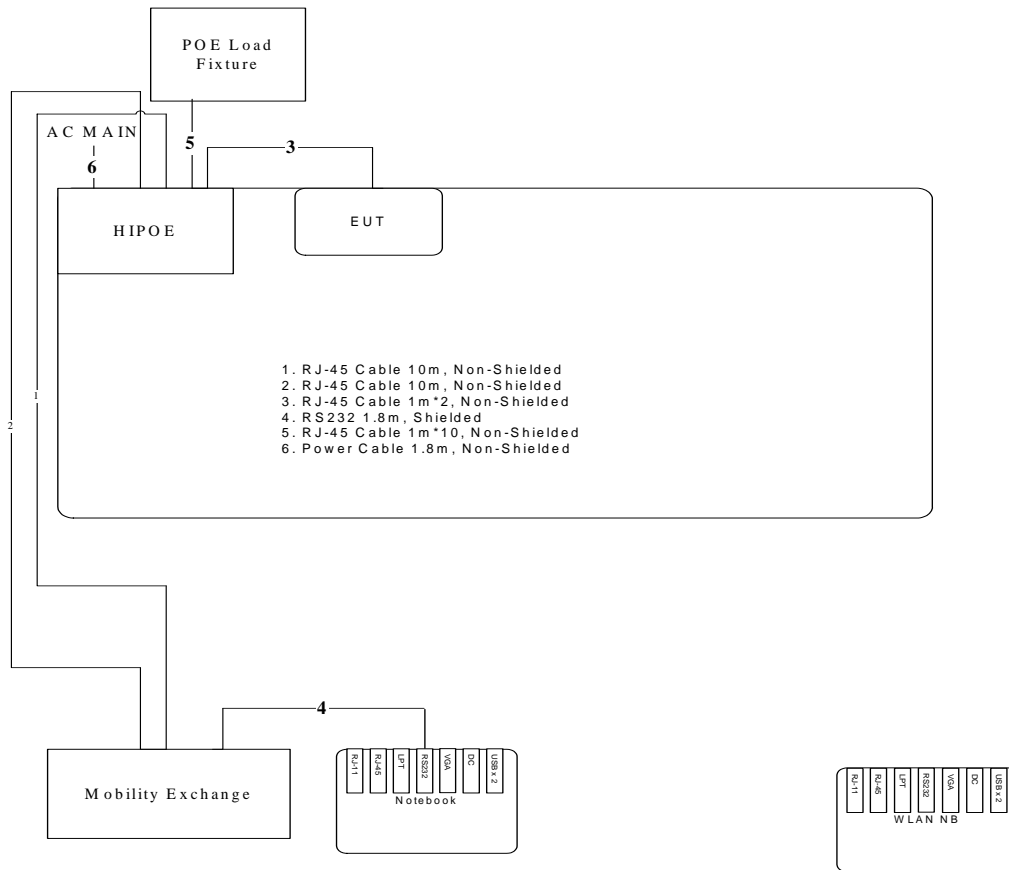 POE Load
Fixture
AC MAIN
5
3
6
HIPOE
EUT
1. RJ-45 Cable 10m, Non-Shielded
2. RJ-45 Cable 10m, Non-Shielded
3. RJ-45 Cable 1m*2, Non-Shielded
4. RS232 1.8m, Shielded
5. RJ-45 Cable 1m*10, Non-Shielded
6. Power Cable 1.8m, Non-Shielded
1
2
4
Mobility Exchange
RJ-11
RJ-45
LPT
RS232
VGA
DC
USB x 2
Notebook
RJ-11
RJ-45
LPT
RS232
VGA
DC
USB x 2
WLAN NB